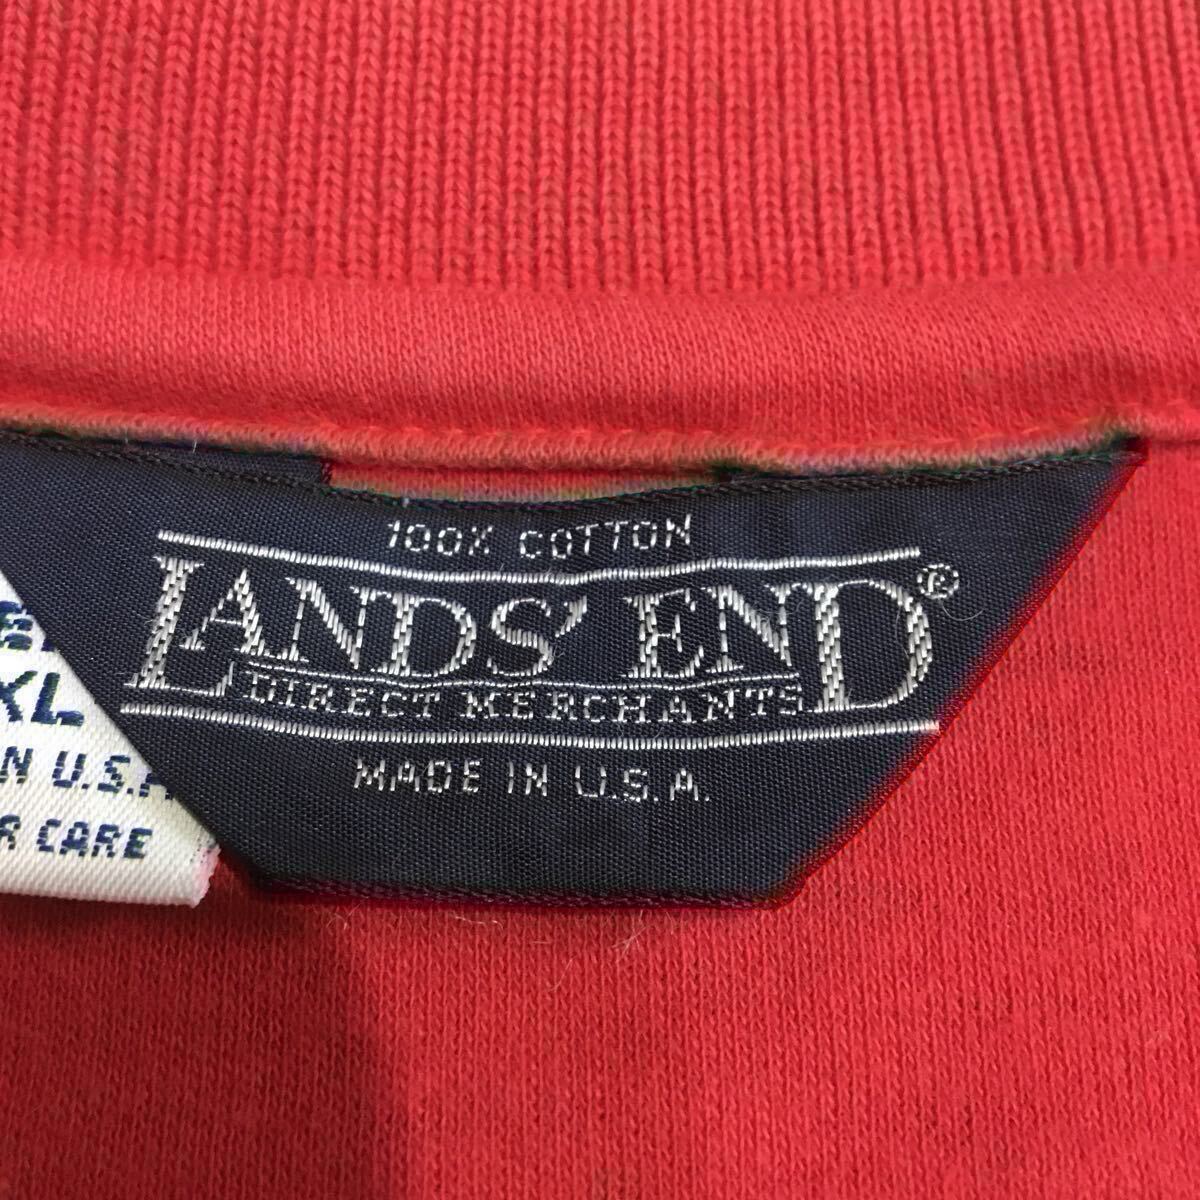 100% COTTON
LANDS' END®
DIRECT MERCHANTS
MADE IN U.S.A.
XL
N U.S.A.
R CARE